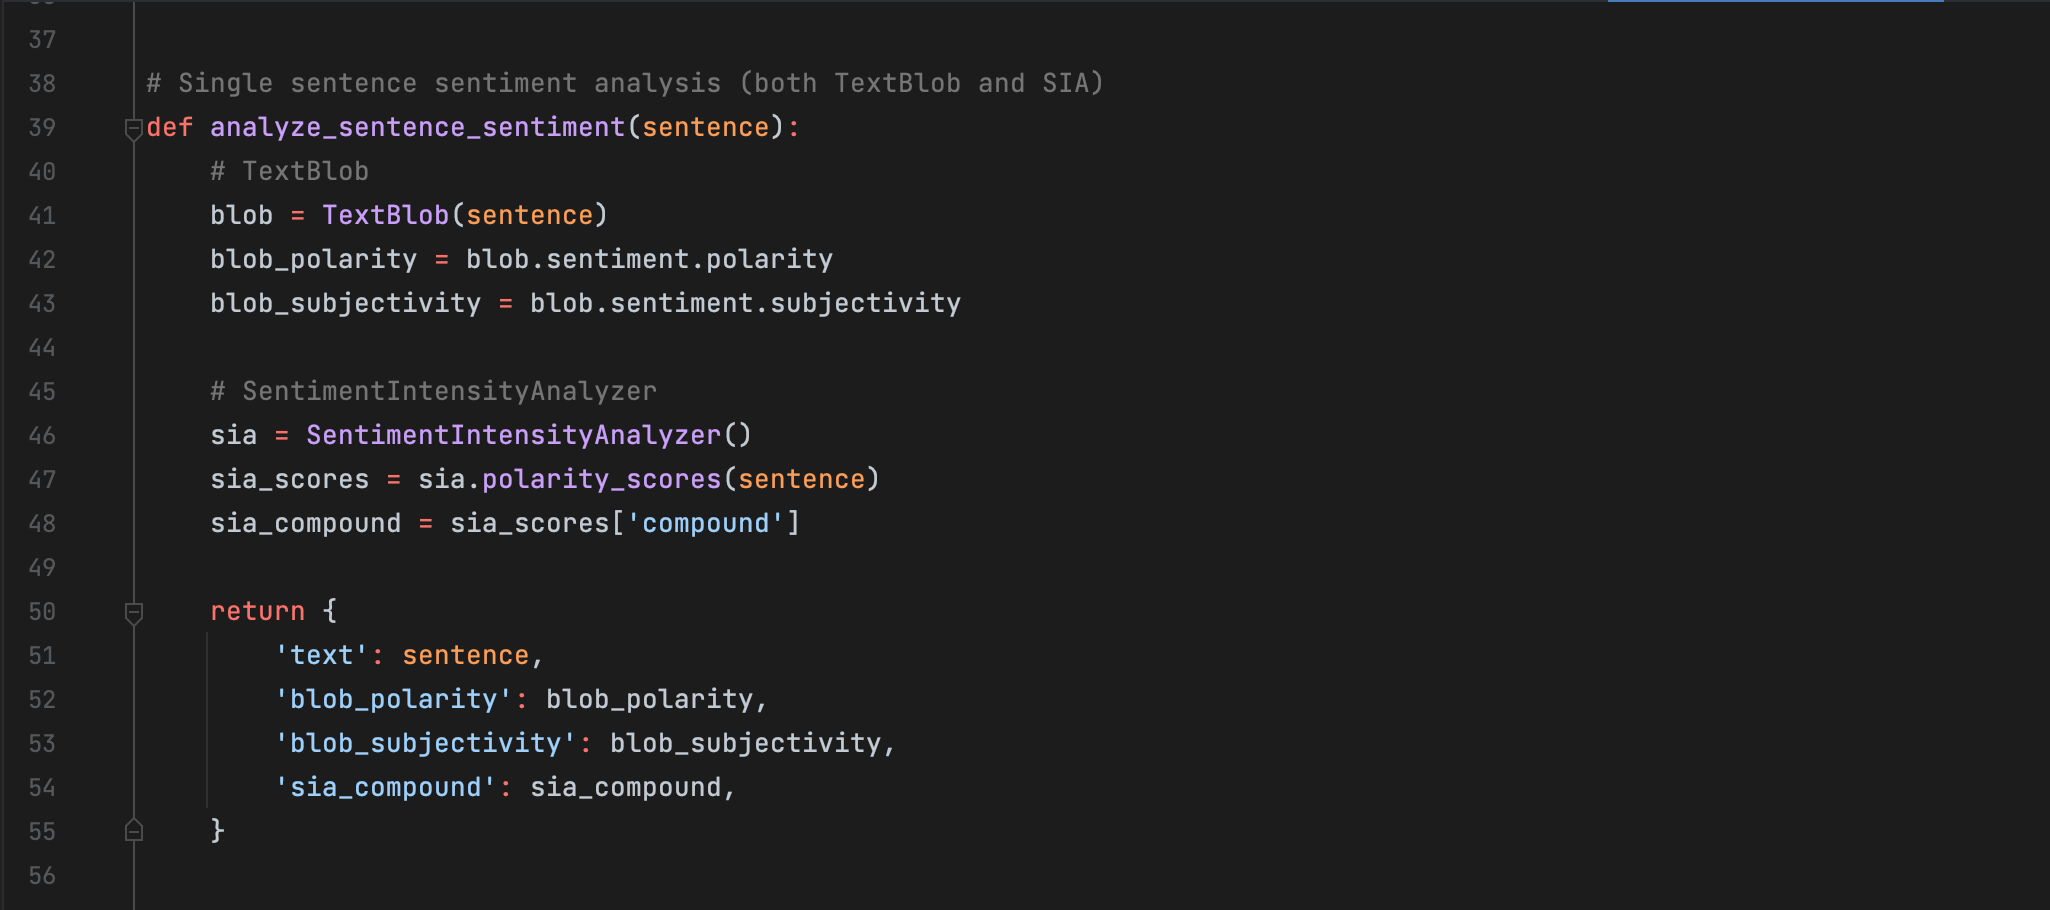 37
38 # Single sentence sentiment analysis (both TextBlob and SIA)
39 def analyze_sentence_sentiment(sentence):
40     # TextBlob
41     blob = TextBlob(sentence)
42     blob_polarity = blob.sentiment.polarity
43     blob_subjectivity = blob.sentiment.subjectivity
44
45     # SentimentIntensityAnalyzer
46     sia = SentimentIntensityAnalyzer()
47     sia_scores = sia.polarity_scores(sentence)
48     sia_compound = sia_scores['compound']
49
50     return {
51         'text': sentence,
52         'blob_polarity': blob_polarity,
53         'blob_subjectivity': blob_subjectivity,
54         'sia_compound': sia_compound,
55     }
56